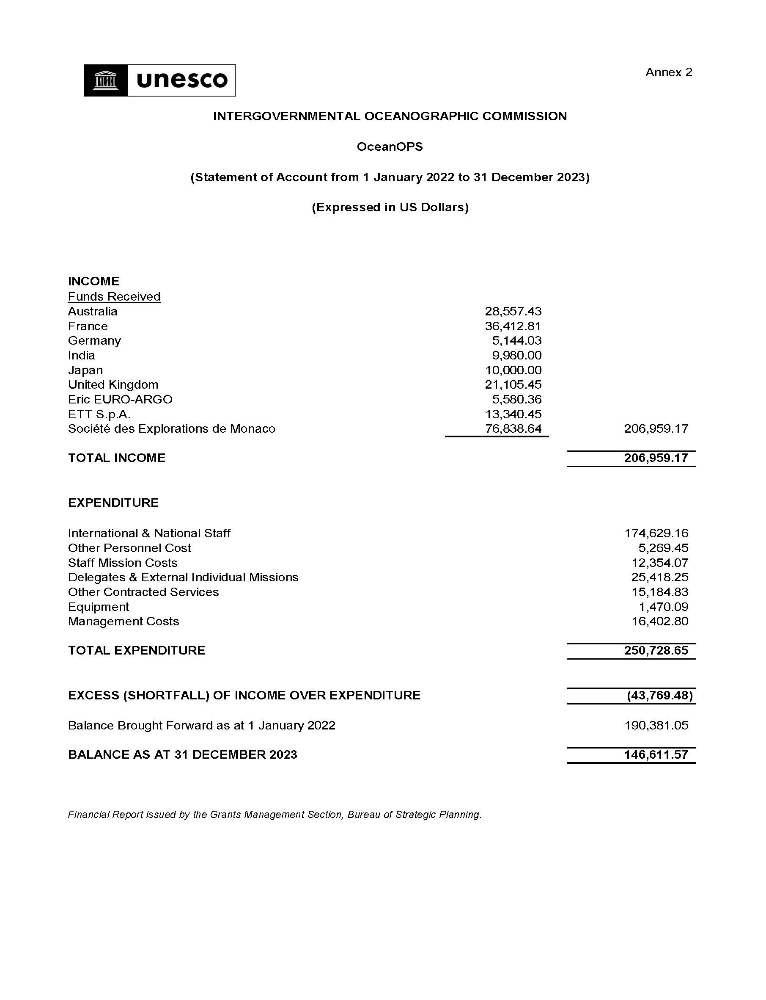 UNESCO
unesco
Annex 2
INTERGOVERNMENTAL OCEANOGRAPHIC COMMISSION
OceanOPS
(Statement of Account from 1 January 2022 to 31 December 2023)
(Expressed in US Dollars)
INCOME
Funds Received
Australia 28,557.43
France 36,412.81
Germany 5,144.03
India 9,980.00
Japan 10,000.00
United Kingdom 21,105.45
Eric EURO-ARGO 5,580.36
ETT S.p.A. 13,340.45
Société des Explorations de Monaco 76,838.64 206,959.17
TOTAL INCOME 206,959.17
EXPENDITURE
International & National Staff 174,629.16
Other Personnel Cost 5,269.45
Staff Mission Costs 12,354.07
Delegates & External Individual Missions 25,418.25
Other Contracted Services 15,184.83
Equipment 1,470.09
Management Costs 16,402.80
TOTAL EXPENDITURE 250,728.65
EXCESS (SHORTFALL) OF INCOME OVER EXPENDITURE (43,769.48)
Balance Brought Forward as at 1 January 2022 190,381.05
BALANCE AS AT 31 DECEMBER 2023 146,611.57
Financial Report issued by the Grants Management Section, Bureau of Strategic Planning.